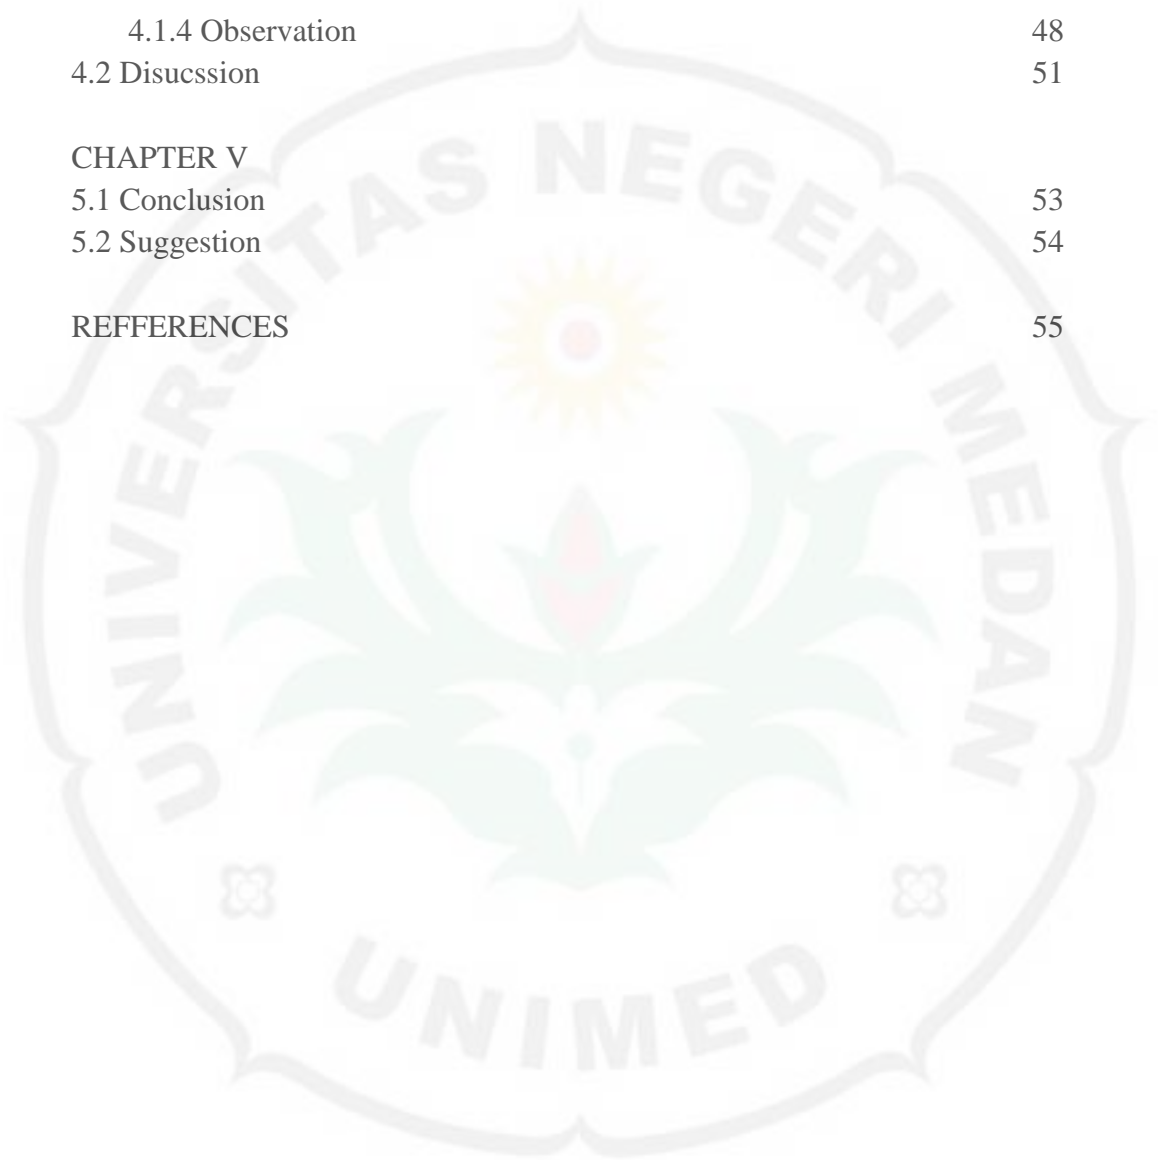 4.1.4 Observation 48
4.2 Disucssion 51
CHAPTER V
5.1 Conclusion 53
5.2 Suggestion 54
REFFERENCES 55
UNIVERSITAS NEGERI MEDAN
UNIMED